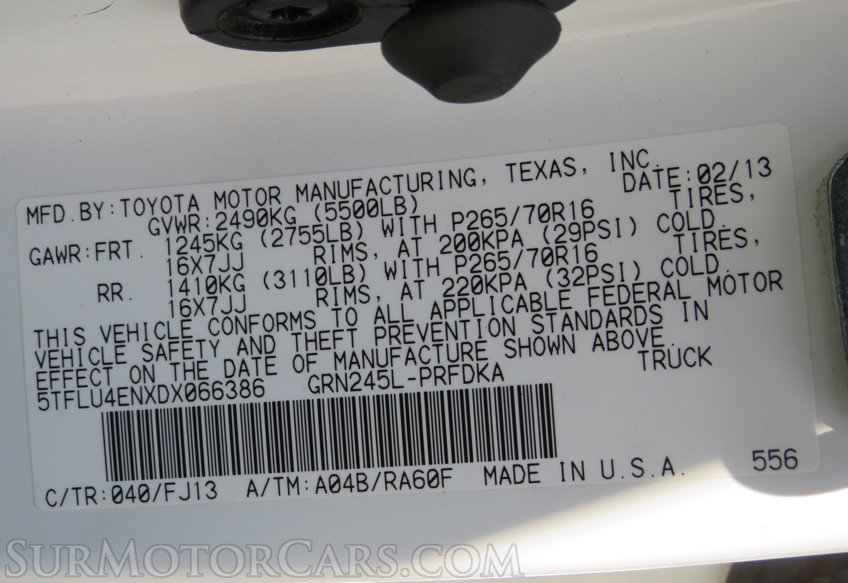 MFD.BY:TOYOTA MOTOR MANUFACTURING, TEXAS, INC.
GVWR:2490KG (5500LB) DATE:02/13
GAWR:FRT. 1245KG (2755LB) WITH P265/70R16 TIRES,
16X7JJ RIMS, AT 200KPA (29PSI) COLD.
RR. 1410KG (3110LB) WITH P265/70R16 TIRES,
16X7JJ RIMS, AT 220KPA (32PSI) COLD.
THIS VEHICLE CONFORMS TO ALL APPLICABLE FEDERAL MOTOR
VEHICLE SAFETY AND THEFT PREVENTION STANDARDS IN
EFFECT ON THE DATE OF MANUFACTURE SHOWN ABOVE.
5TFLU4ENXDX066386 GRN245L-PRFDKA TRUCK
C/TR:040/FJ13 A/TM:A04B/RA60F MADE IN U.S.A. 556
SURMOTORCARS.COM